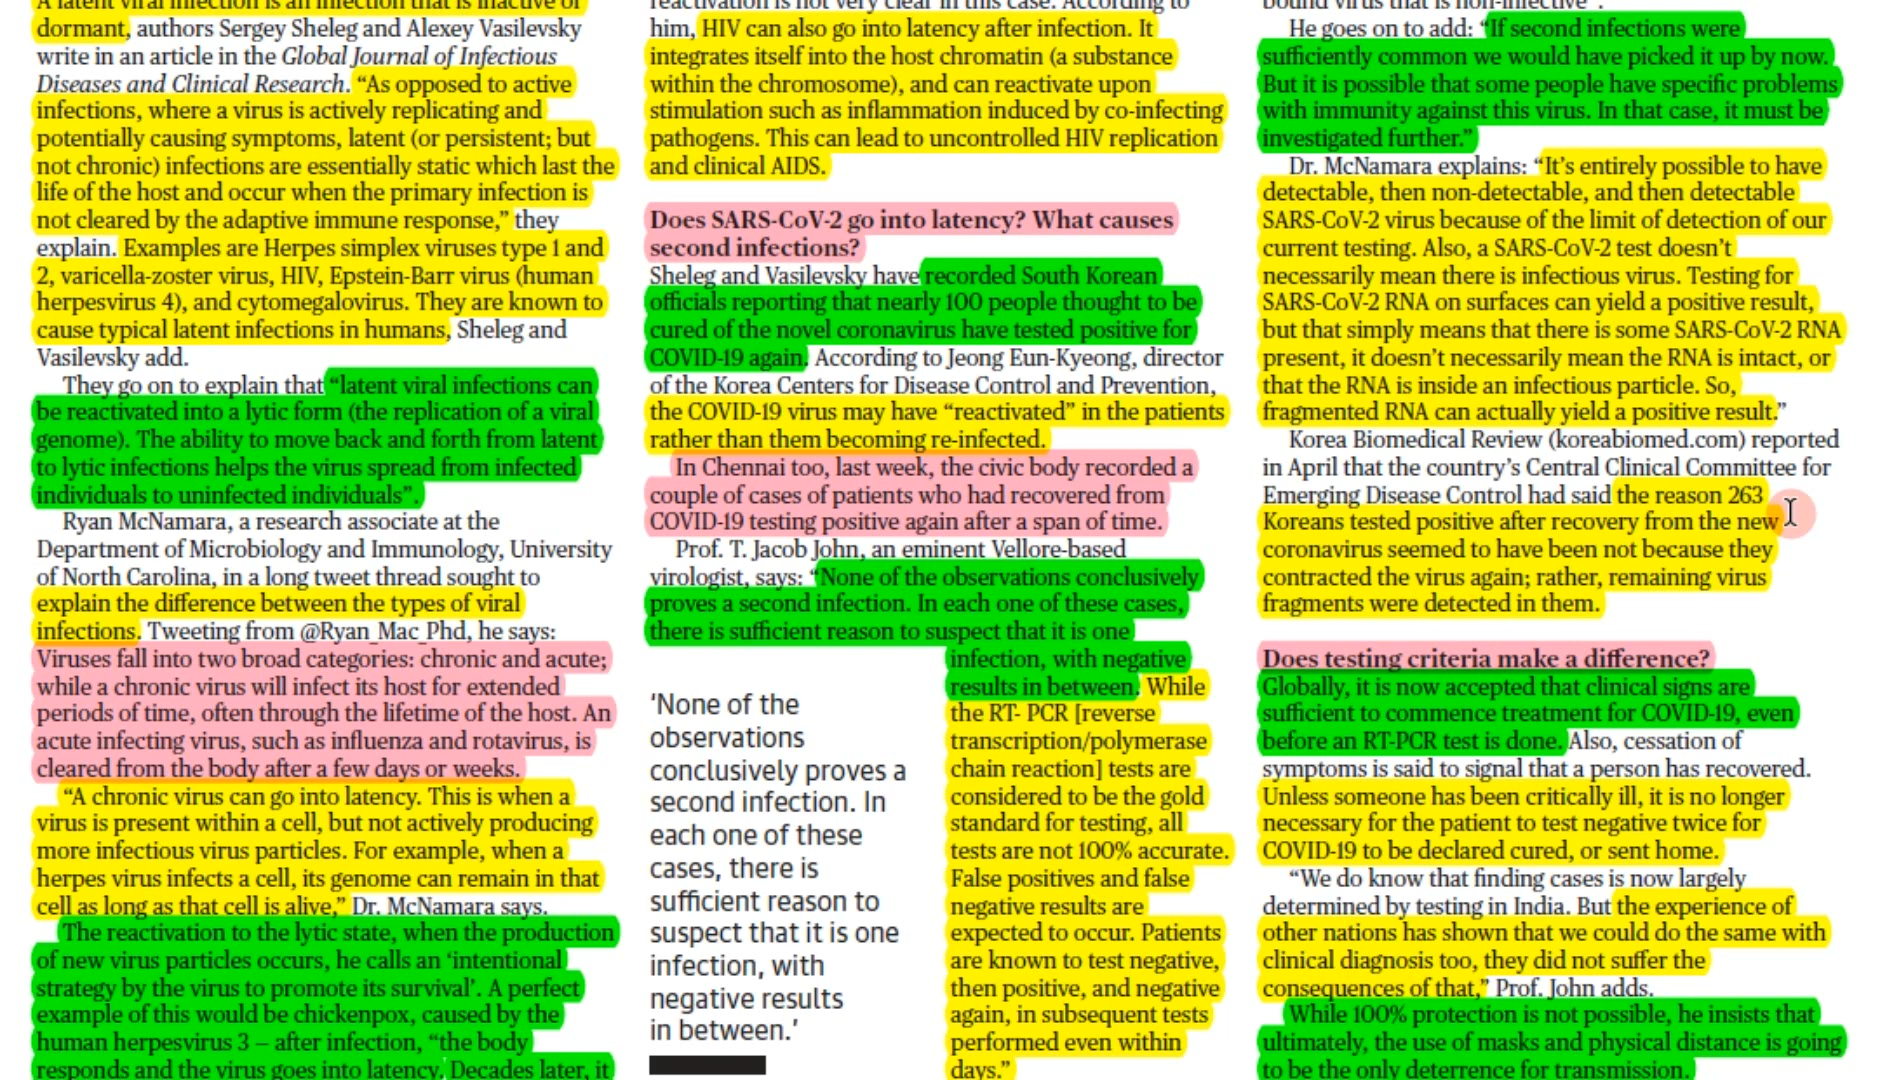 A latent viral infection is an infection that is inactive or
dormant, authors Sergey Sheleg and Alexey Vasilevsky
write in an article in the Global Journal of Infectious
Diseases and Clinical Research. “As opposed to active
infections, where a virus is actively replicating and
potentially causing symptoms, latent (or persistent; but
not chronic) infections are essentially static which last the
life of the host and occur when the primary infection is
not cleared by the adaptive immune response,” they
explain. Examples are Herpes simplex viruses type 1 and
2, varicella-zoster virus, HIV, Epstein-Barr virus (human
herpesvirus 4), and cytomegalovirus. They are known to
cause typical latent infections in humans, Sheleg and
Vasilevsky add.
They go on to explain that “latent viral infections can
be reactivated into a lytic form (the replication of a viral
genome). The ability to move back and forth from latent
to lytic infections helps the virus spread from infected
individuals to uninfected individuals”.
Ryan McNamara, a research associate at the
Department of Microbiology and Immunology, University
of North Carolina, in a long tweet thread sought to
explain the difference between the types of viral
infections. Tweeting from @Ryan_Mac_Phd, he says:
Viruses fall into two broad categories: chronic and acute;
while a chronic virus will infect its host for extended
periods of time, often through the lifetime of the host. An
acute infecting virus, such as influenza and rotavirus, is
cleared from the body after a few days or weeks.
“A chronic virus can go into latency. This is when a
virus is present within a cell, but not actively producing
more infectious virus particles. For example, when a
herpes virus infects a cell, its genome can remain in that
cell as long as that cell is alive,” Dr. McNamara says.
The reactivation to the lytic state, when the production
of new virus particles occurs, he calls an ‘intentional
strategy by the virus to promote its survival’. A perfect
example of this would be chickenpox, caused by the
human herpesvirus 3 – after infection, “the body
responds and the virus goes into latency. Decades later, it
reactivation is not very clear in this case. According to
him, HIV can also go into latency after infection. It
integrates itself into the host chromatin (a substance
within the chromosome), and can reactivate upon
stimulation such as inflammation induced by co-infecting
pathogens. This can lead to uncontrolled HIV replication
and clinical AIDS.
Does SARS-CoV-2 go into latency? What causes
second infections?
Sheleg and Vasilevsky have recorded South Korean
officials reporting that nearly 100 people thought to be
cured of the novel coronavirus have tested positive for
COVID-19 again. According to Jeong Eun-Kyeong, director
of the Korea Centers for Disease Control and Prevention,
the COVID-19 virus may have “reactivated” in the patients
rather than them becoming re-infected.
In Chennai too, last week, the civic body recorded a
couple of cases of patients who had recovered from
COVID-19 testing positive again after a span of time.
Prof. T. Jacob John, an eminent Vellore-based
virologist, says: “None of the observations conclusively
proves a second infection. In each one of these cases,
there is sufficient reason to suspect that it is one
infection, with negative
results in between. While
the RT- PCR [reverse
transcription/polymerase
chain reaction] tests are
considered to be the gold
standard for testing, all
tests are not 100% accurate.
False positives and false
negative results are
expected to occur. Patients
are known to test negative,
then positive, and negative
again, in subsequent tests
performed even within
days.”
‘None of the
observations
conclusively proves a
second infection. In
each one of these
cases, there is
sufficient reason to
suspect that it is one
infection, with
negative results
in between.’
bound virus that is non-infective”.
He goes on to add: “If second infections were
sufficiently common we would have picked it up by now.
But it is possible that some people have specific problems
with immunity against this virus. In that case, it must be
investigated further.”
Dr. McNamara explains: “It’s entirely possible to have
detectable, then non-detectable, and then detectable
SARS-CoV-2 virus because of the limit of detection of our
current testing. Also, a SARS-CoV-2 test doesn’t
necessarily mean there is infectious virus. Testing for
SARS-CoV-2 RNA on surfaces can yield a positive result,
but that simply means that there is some SARS-CoV-2 RNA
present, it doesn’t necessarily mean the RNA is intact, or
that the RNA is inside an infectious particle. So,
fragmented RNA can actually yield a positive result.”
Korea Biomedical Review (koreabiomed.com) reported
in April that the country’s Central Clinical Committee for
Emerging Disease Control had said the reason 263
Koreans tested positive after recovery from the new
coronavirus seemed to have been not because they
contracted the virus again; rather, remaining virus
fragments were detected in them.
Does testing criteria make a difference?
Globally, it is now accepted that clinical signs are
sufficient to commence treatment for COVID-19, even
before an RT-PCR test is done. Also, cessation of
symptoms is said to signal that a person has recovered.
Unless someone has been critically ill, it is no longer
necessary for the patient to test negative twice for
COVID-19 to be declared cured, or sent home.
“We do know that finding cases is now largely
determined by testing in India. But the experience of
other nations has shown that we could do the same with
clinical diagnosis too, they did not suffer the
consequences of that,” Prof. John adds.
While 100% protection is not possible, he insists that
ultimately, the use of masks and physical distance is going
to be the only deterrence for transmission.